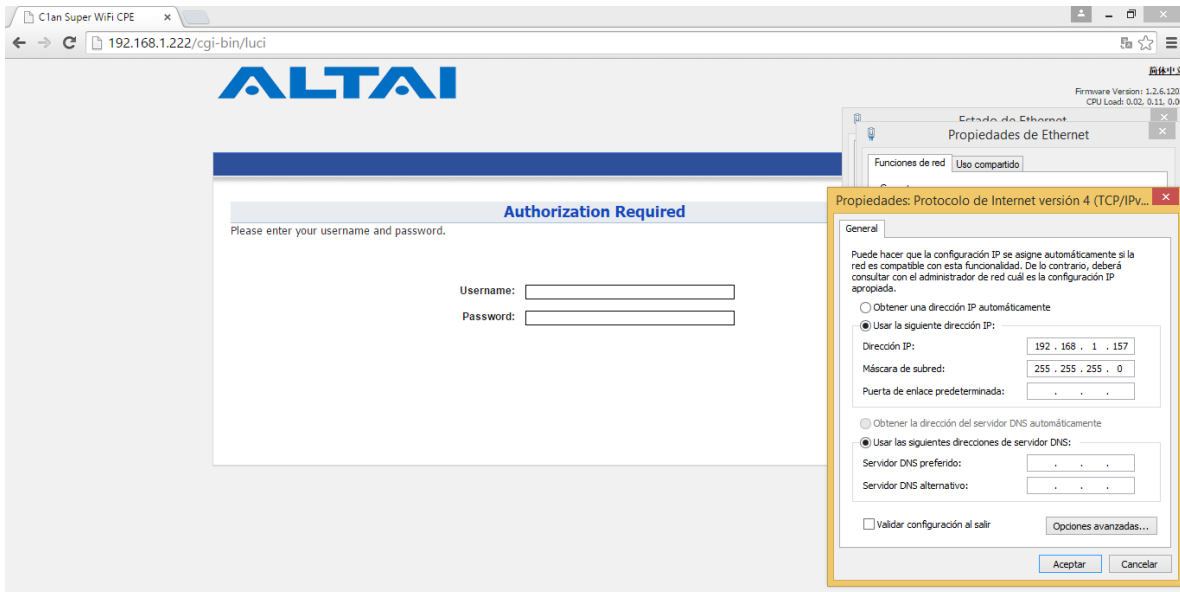 C1an Super WiFi CPE
192.168.1.222/cgi-bin/luci
ALTAI
简体中文
Firmware Version: 1.2.6.120
CPU Load: 0.02, 0.11, 0.0
Estado de Ethernet
Propiedades de Ethernet
Funciones de red Uso compartido
Authorization Required
Please enter your username and password.
Username:
Password:
Propiedades: Protocolo de Internet versión 4 (TCP/IPv...
General
Puede hacer que la configuración IP se asigne automáticamente si la
red es compatible con esta funcionalidad. De lo contrario, deberá
consultar con el administrador de red cuál es la configuración IP
apropiada.
Obtener una dirección IP automáticamente
Usar la siguiente dirección IP:
Dirección IP: 192 . 168 . 1 . 157
Máscara de subred: 255 . 255 . 255 . 0
Puerta de enlace predeterminada: . . .
Obtener la dirección del servidor DNS automáticamente
Usar las siguientes direcciones de servidor DNS:
Servidor DNS preferido: . . .
Servidor DNS alternativo: . . .
Validar configuración al salir
Opciones avanzadas...
Aceptar Cancelar